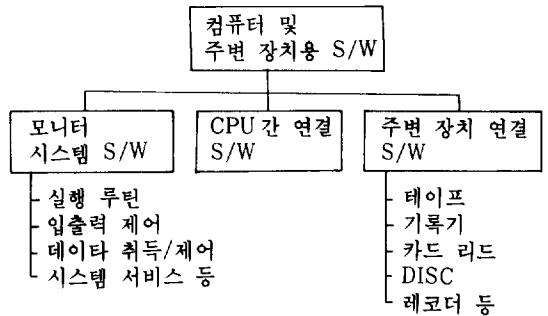 컴퓨터 및
주변 장치용 S/W
모니터
시스템 S/W
CPU간 연결
S/W
주변 장치 연결
S/W
실행 루틴
입출력 제어
데이타 취득/제어
시스템 서비스 등
테이프
기록기
카드 리드
DISC
레코더 등